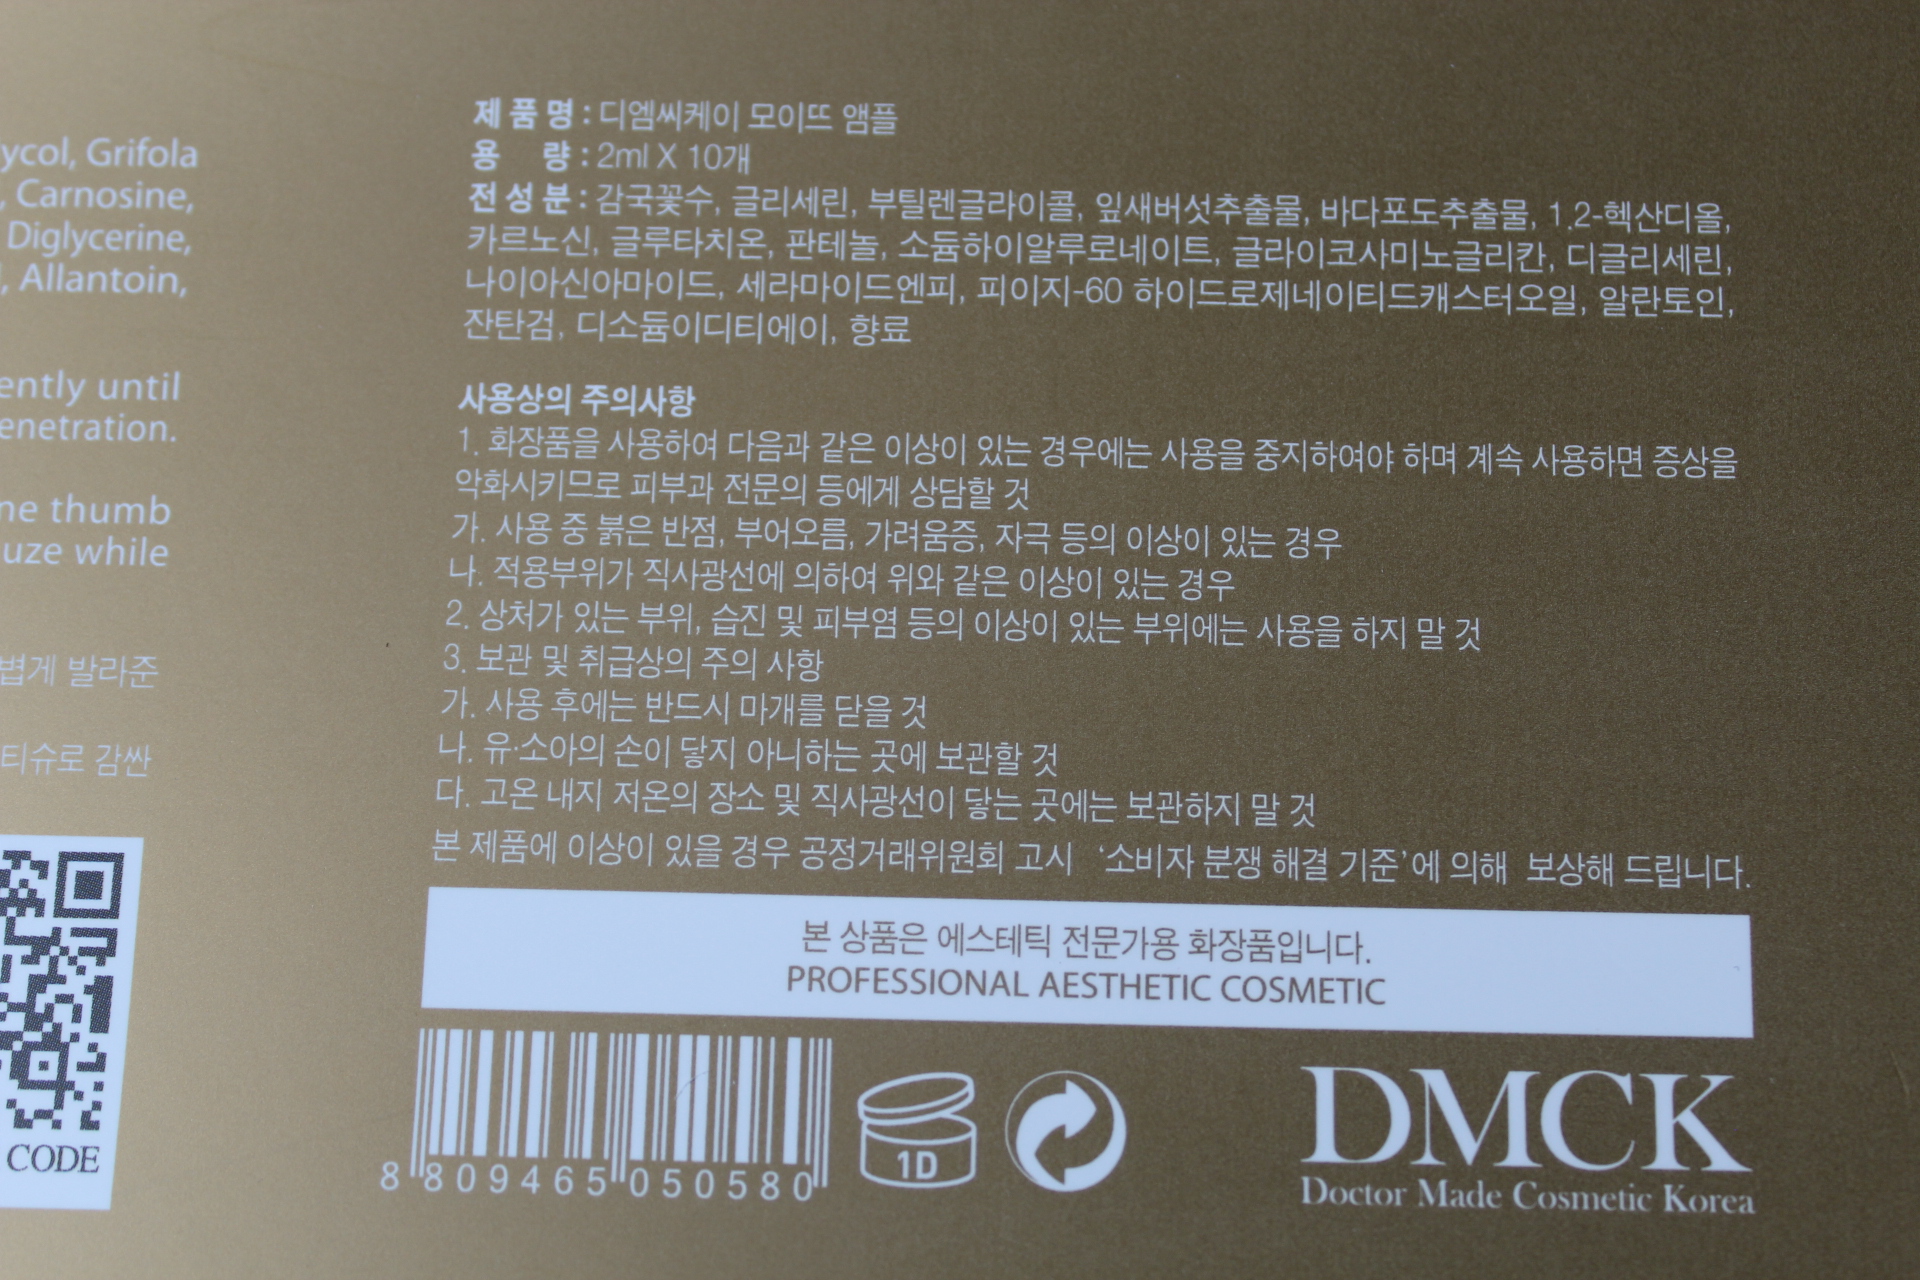 ycol, Grifola
, Carnosine,
Diglycerine,
, Allantoin,
ently until
enetration.
ne thumb
uze while
볍게 발라준
티슈로 감싼
CODE
제품명 : 디엠씨케이 모이뜨 앰플
용 량 : 2ml X 10개
전성분 : 감국꽃수, 글리세린, 부틸렌글라이콜, 잎새버섯추출물, 바다포도추출물, 1,2-헥산디올,
카르노신, 글루타치온, 판테놀, 소듐하이알루로네이트, 글라이코사미노글리칸, 디글리세린,
나이아신아마이드, 세라마이드엔피, 피이지-60 하이드로제네이티드캐스터오일, 알란토인,
잔탄검, 디소듐이디티에이, 향료
사용상의 주의사항
1. 화장품을 사용하여 다음과 같은 이상이 있는 경우에는 사용을 중지하여야 하며 계속 사용하면 증상을
악화시키므로 피부과 전문의 등에게 상담할 것
가. 사용 중 붉은 반점, 부어오름, 가려움증, 자극 등의 이상이 있는 경우
나. 적용부위가 직사광선에 의하여 위와 같은 이상이 있는 경우
2. 상처가 있는 부위, 습진 및 피부염 등의 이상이 있는 부위에는 사용을 하지 말 것
3. 보관 및 취급상의 주의 사항
가. 사용 후에는 반드시 마개를 닫을 것
나. 유·소아의 손이 닿지 아니하는 곳에 보관할 것
다. 고온 내지 저온의 장소 및 직사광선이 닿는 곳에는 보관하지 말 것
본 제품에 이상이 있을 경우 공정거래위원회 고시 ‘소비자 분쟁 해결 기준’에 의해 보상해 드립니다.
본 상품은 에스테틱 전문가용 화장품입니다.
PROFESSIONAL AESTHETIC COSMETIC
8 809465 050580
1D
DMCK
Doctor Made Cosmetic Korea